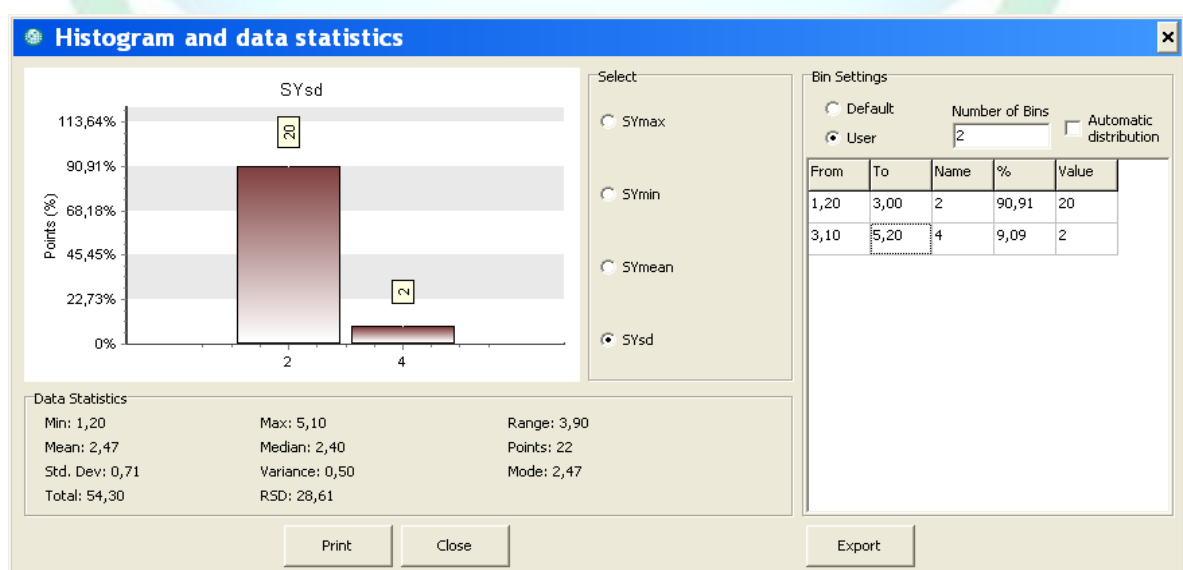 Histogram and data statistics
SYsd
113,64%
90,91%
68,18%
45,45%
22,73%
0%
Points (%)
20
2
2
4
Select
SYmax
SYmin
SYmean
SYsd
Bin Settings
Default
User
Number of Bins
2
Automatic
distribution
From To Name % Value
1,20 3,00 2 90,91 20
3,10 5,20 4 9,09 2
Data Statistics
Min: 1,20 Max: 5,10 Range: 3,90
Mean: 2,47 Median: 2,40 Points: 22
Std. Dev: 0,71 Variance: 0,50 Mode: 2,47
Total: 54,30 RSD: 28,61
Print Close Export